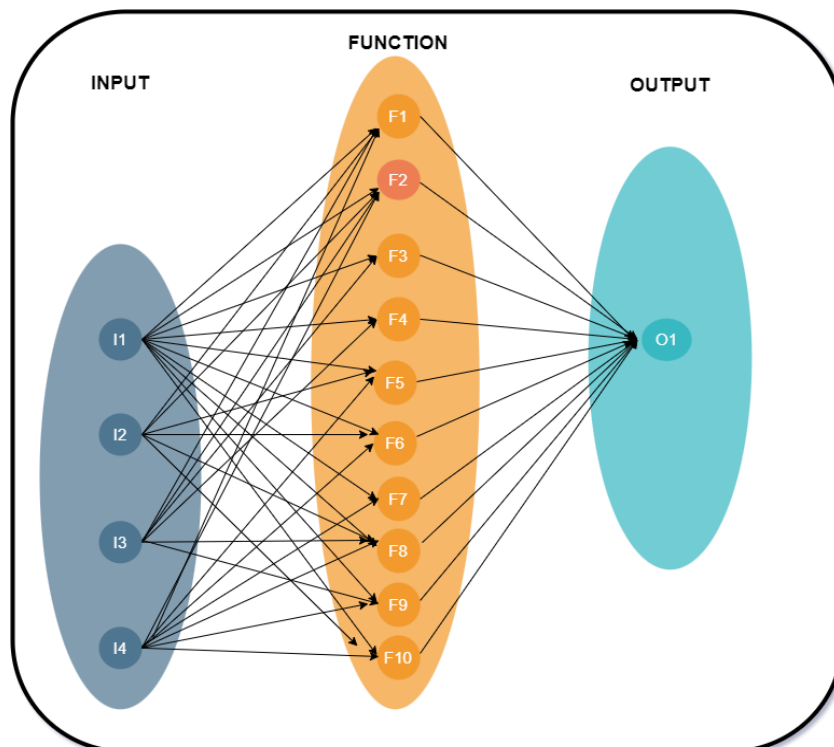 FUNCTION
INPUT
OUTPUT
F1
F2
F3
F4
F5
F6
F7
F8
F9
F10
I1
I2
I3
I4
O1